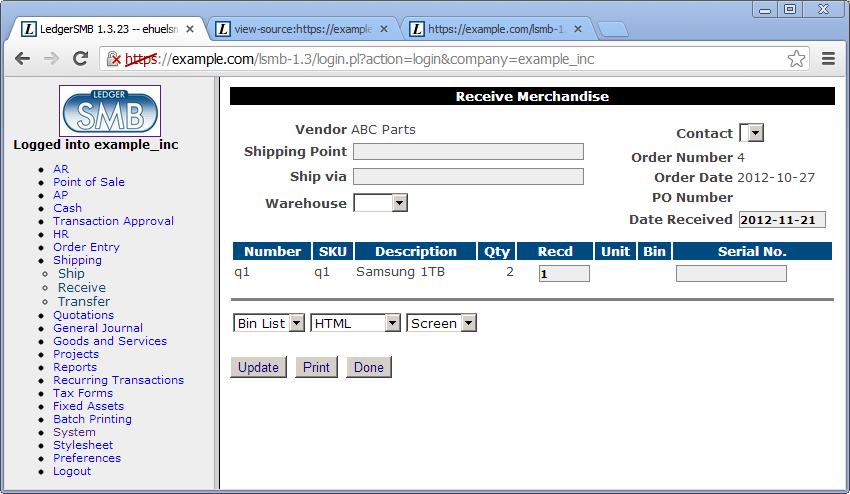 LedgerSMB 1.3.23 -- ehuelsm
view-source:https://example
https://example.com/lsmb-1.
https://example.com/lsmb-1.3/login.pl?action=login&company=example_inc
LEDGER
SMB
Logged into example_inc
AR
Point of Sale
AP
Cash
Transaction Approval
HR
Order Entry
Shipping
Ship
Receive
Transfer
Quotations
General Journal
Goods and Services
Projects
Reports
Recurring Transactions
Tax Forms
Fixed Assets
Batch Printing
System
Stylesheet
Preferences
Logout
Receive Merchandise
Vendor ABC Parts
Shipping Point
Ship via
Warehouse
Contact
Order Number 4
Order Date 2012-10-27
PO Number
Date Received 2012-11-21
Number SKU Description Qty Recd Unit Bin Serial No.
q1 q1 Samsung 1TB 2 1
Bin List HTML Screen
Update Print Done